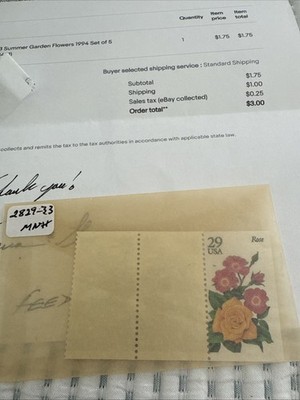 Quantity Item price Item total
Summer Garden Flowers 1994 Set of 5 1 $1.75 $1.75
Buyer selected shipping service : Standard Shipping
Subtotal $1.75
Shipping $1.00
Sales tax (eBay collected) $0.25
Order total** $3.00
collects and remits the tax to the tax authorities in accordance with applicable state law.
Thank you!
2829-33
MNH
29
USA
Rose